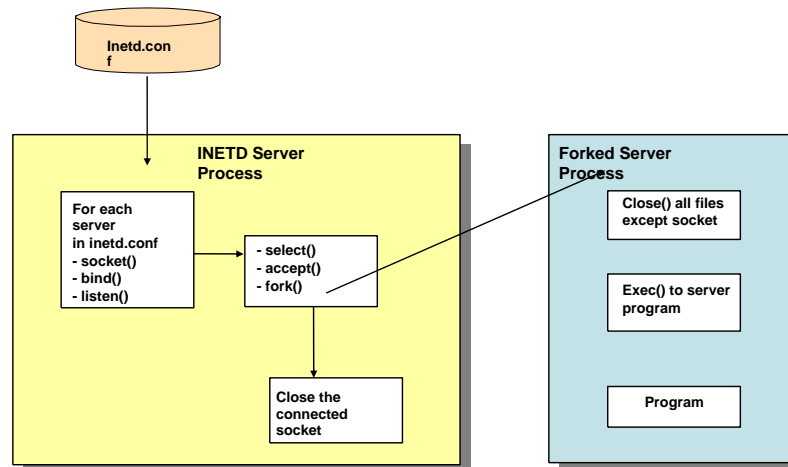 Inetd.con
f
INETD Server
Process
For each
server
in inetd.conf
- socket()
- bind()
- listen()
- select()
- accept()
- fork()
Close the
connected
socket
Forked Server
Process
Close() all files
except socket
Exec() to server
program
Program